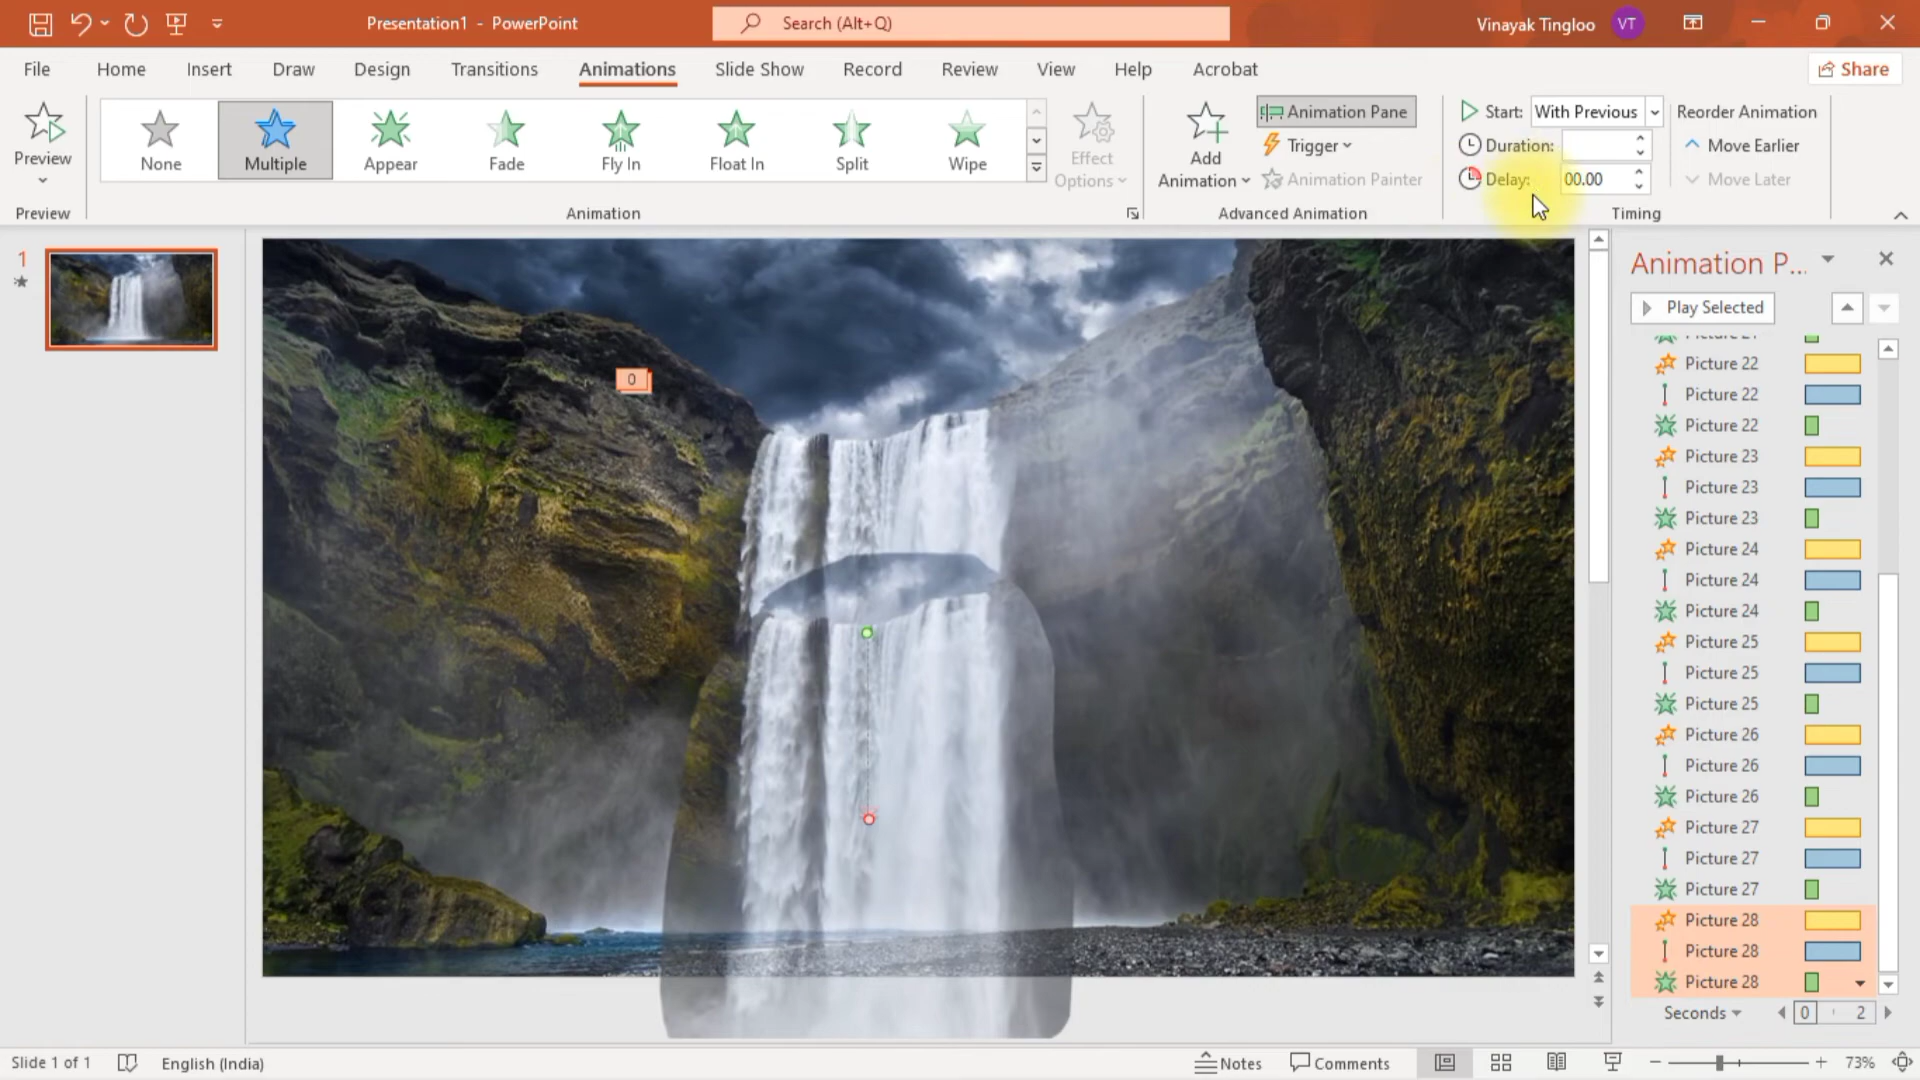 Presentation1 - PowerPoint
Search (Alt+Q)
Vinayak Tingloo
VT
File
Home
Insert
Draw
Design
Transitions
Animations
Slide Show
Record
Review
View
Help
Acrobat
Share
Preview
None
Multiple
Appear
Fade
Fly In
Float In
Split
Wipe
Effect
Options
Add
Animation
Animation Pane
Trigger
Animation Painter
Start: With Previous
Duration:
Delay: 00.00
Reorder Animation
Move Earlier
Move Later
Preview
Animation
Advanced Animation
Timing
1
0
Animation P...
Play Selected
Picture 22
Picture 22
Picture 22
Picture 23
Picture 23
Picture 23
Picture 24
Picture 24
Picture 24
Picture 25
Picture 25
Picture 25
Picture 26
Picture 26
Picture 26
Picture 27
Picture 27
Picture 27
Picture 28
Picture 28
Picture 28
Seconds 0 2
Slide 1 of 1
English (India)
Notes
Comments
73%